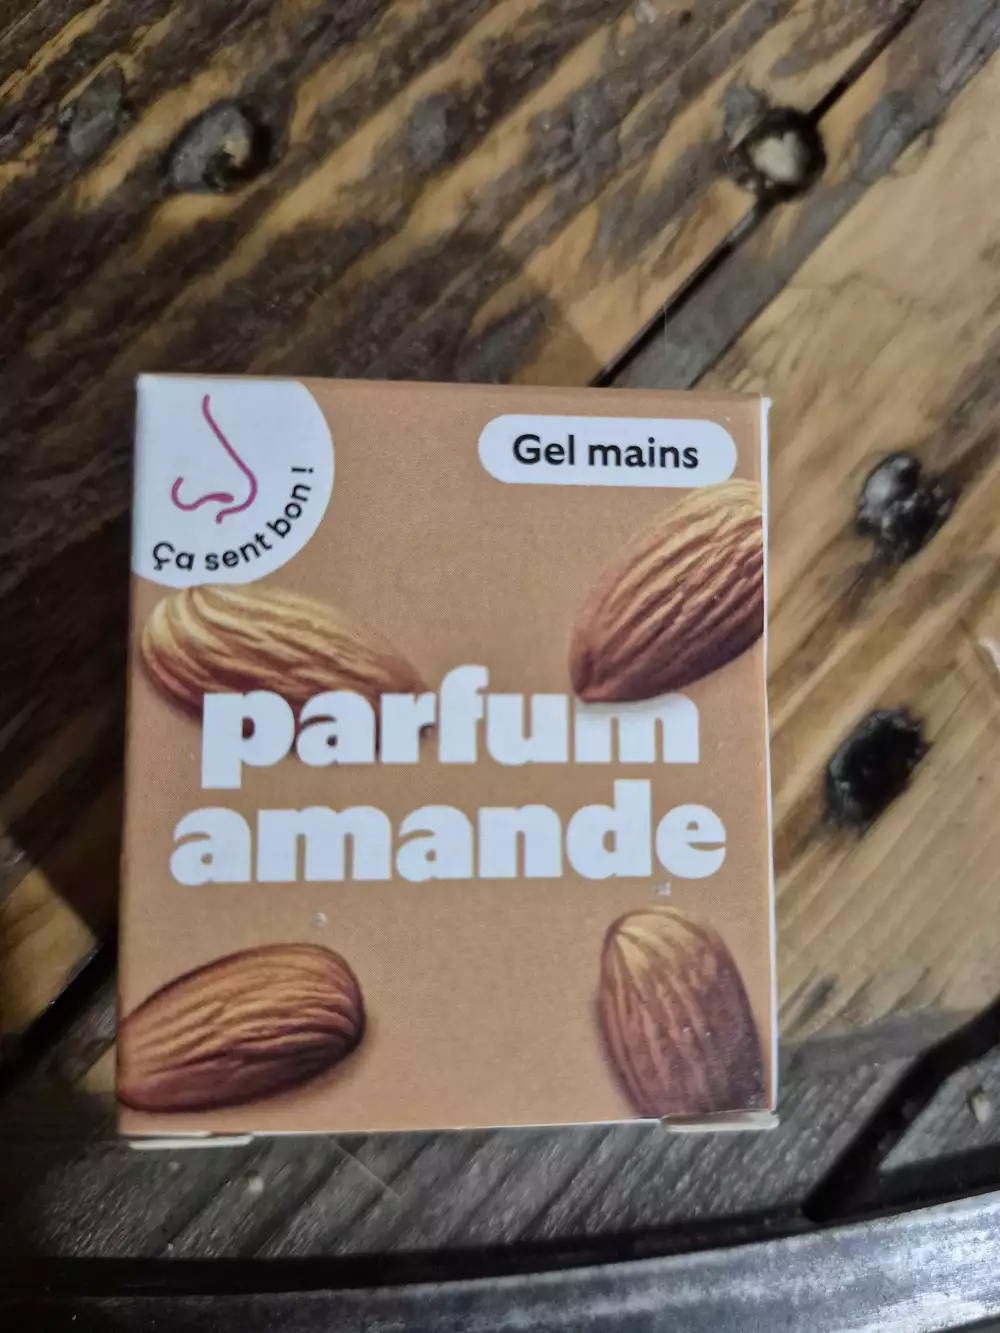 Ça sent bon !
Gel mains
parfum
amande